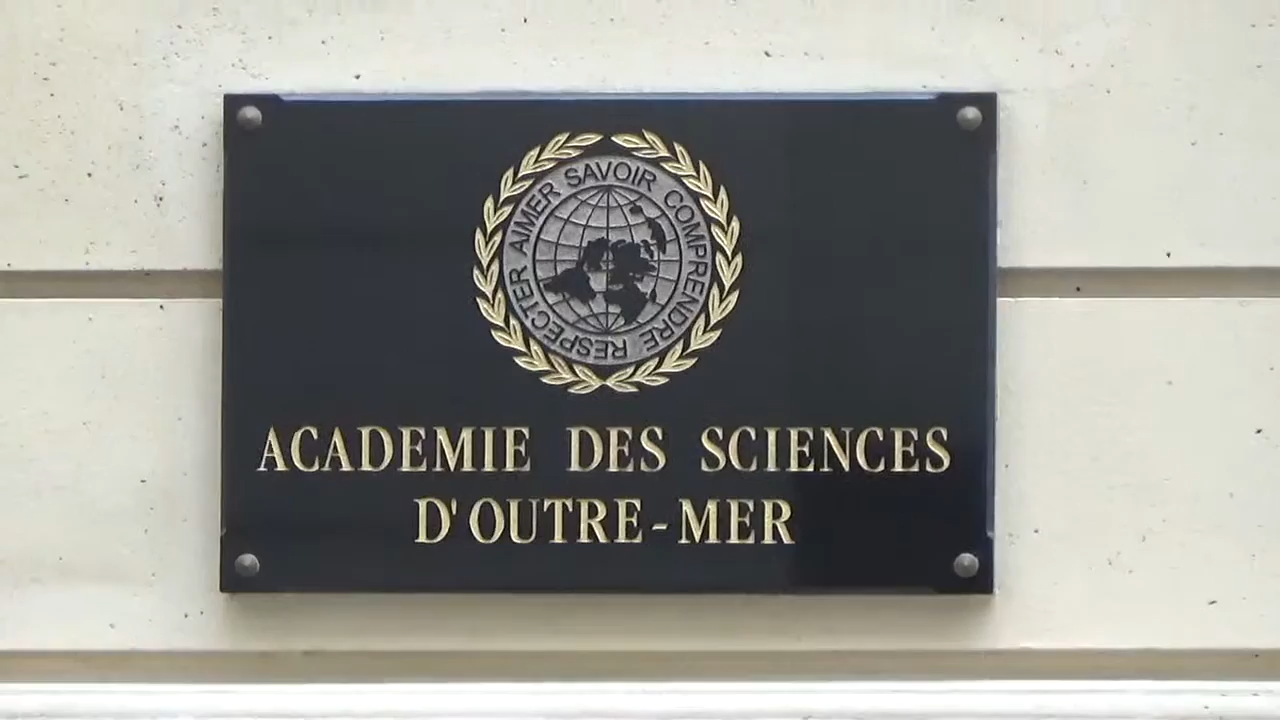 SAVOIR COMPRENDRE RESPECTER AIMER
ACADEMIE DES SCIENCES
D'OUTRE-MER